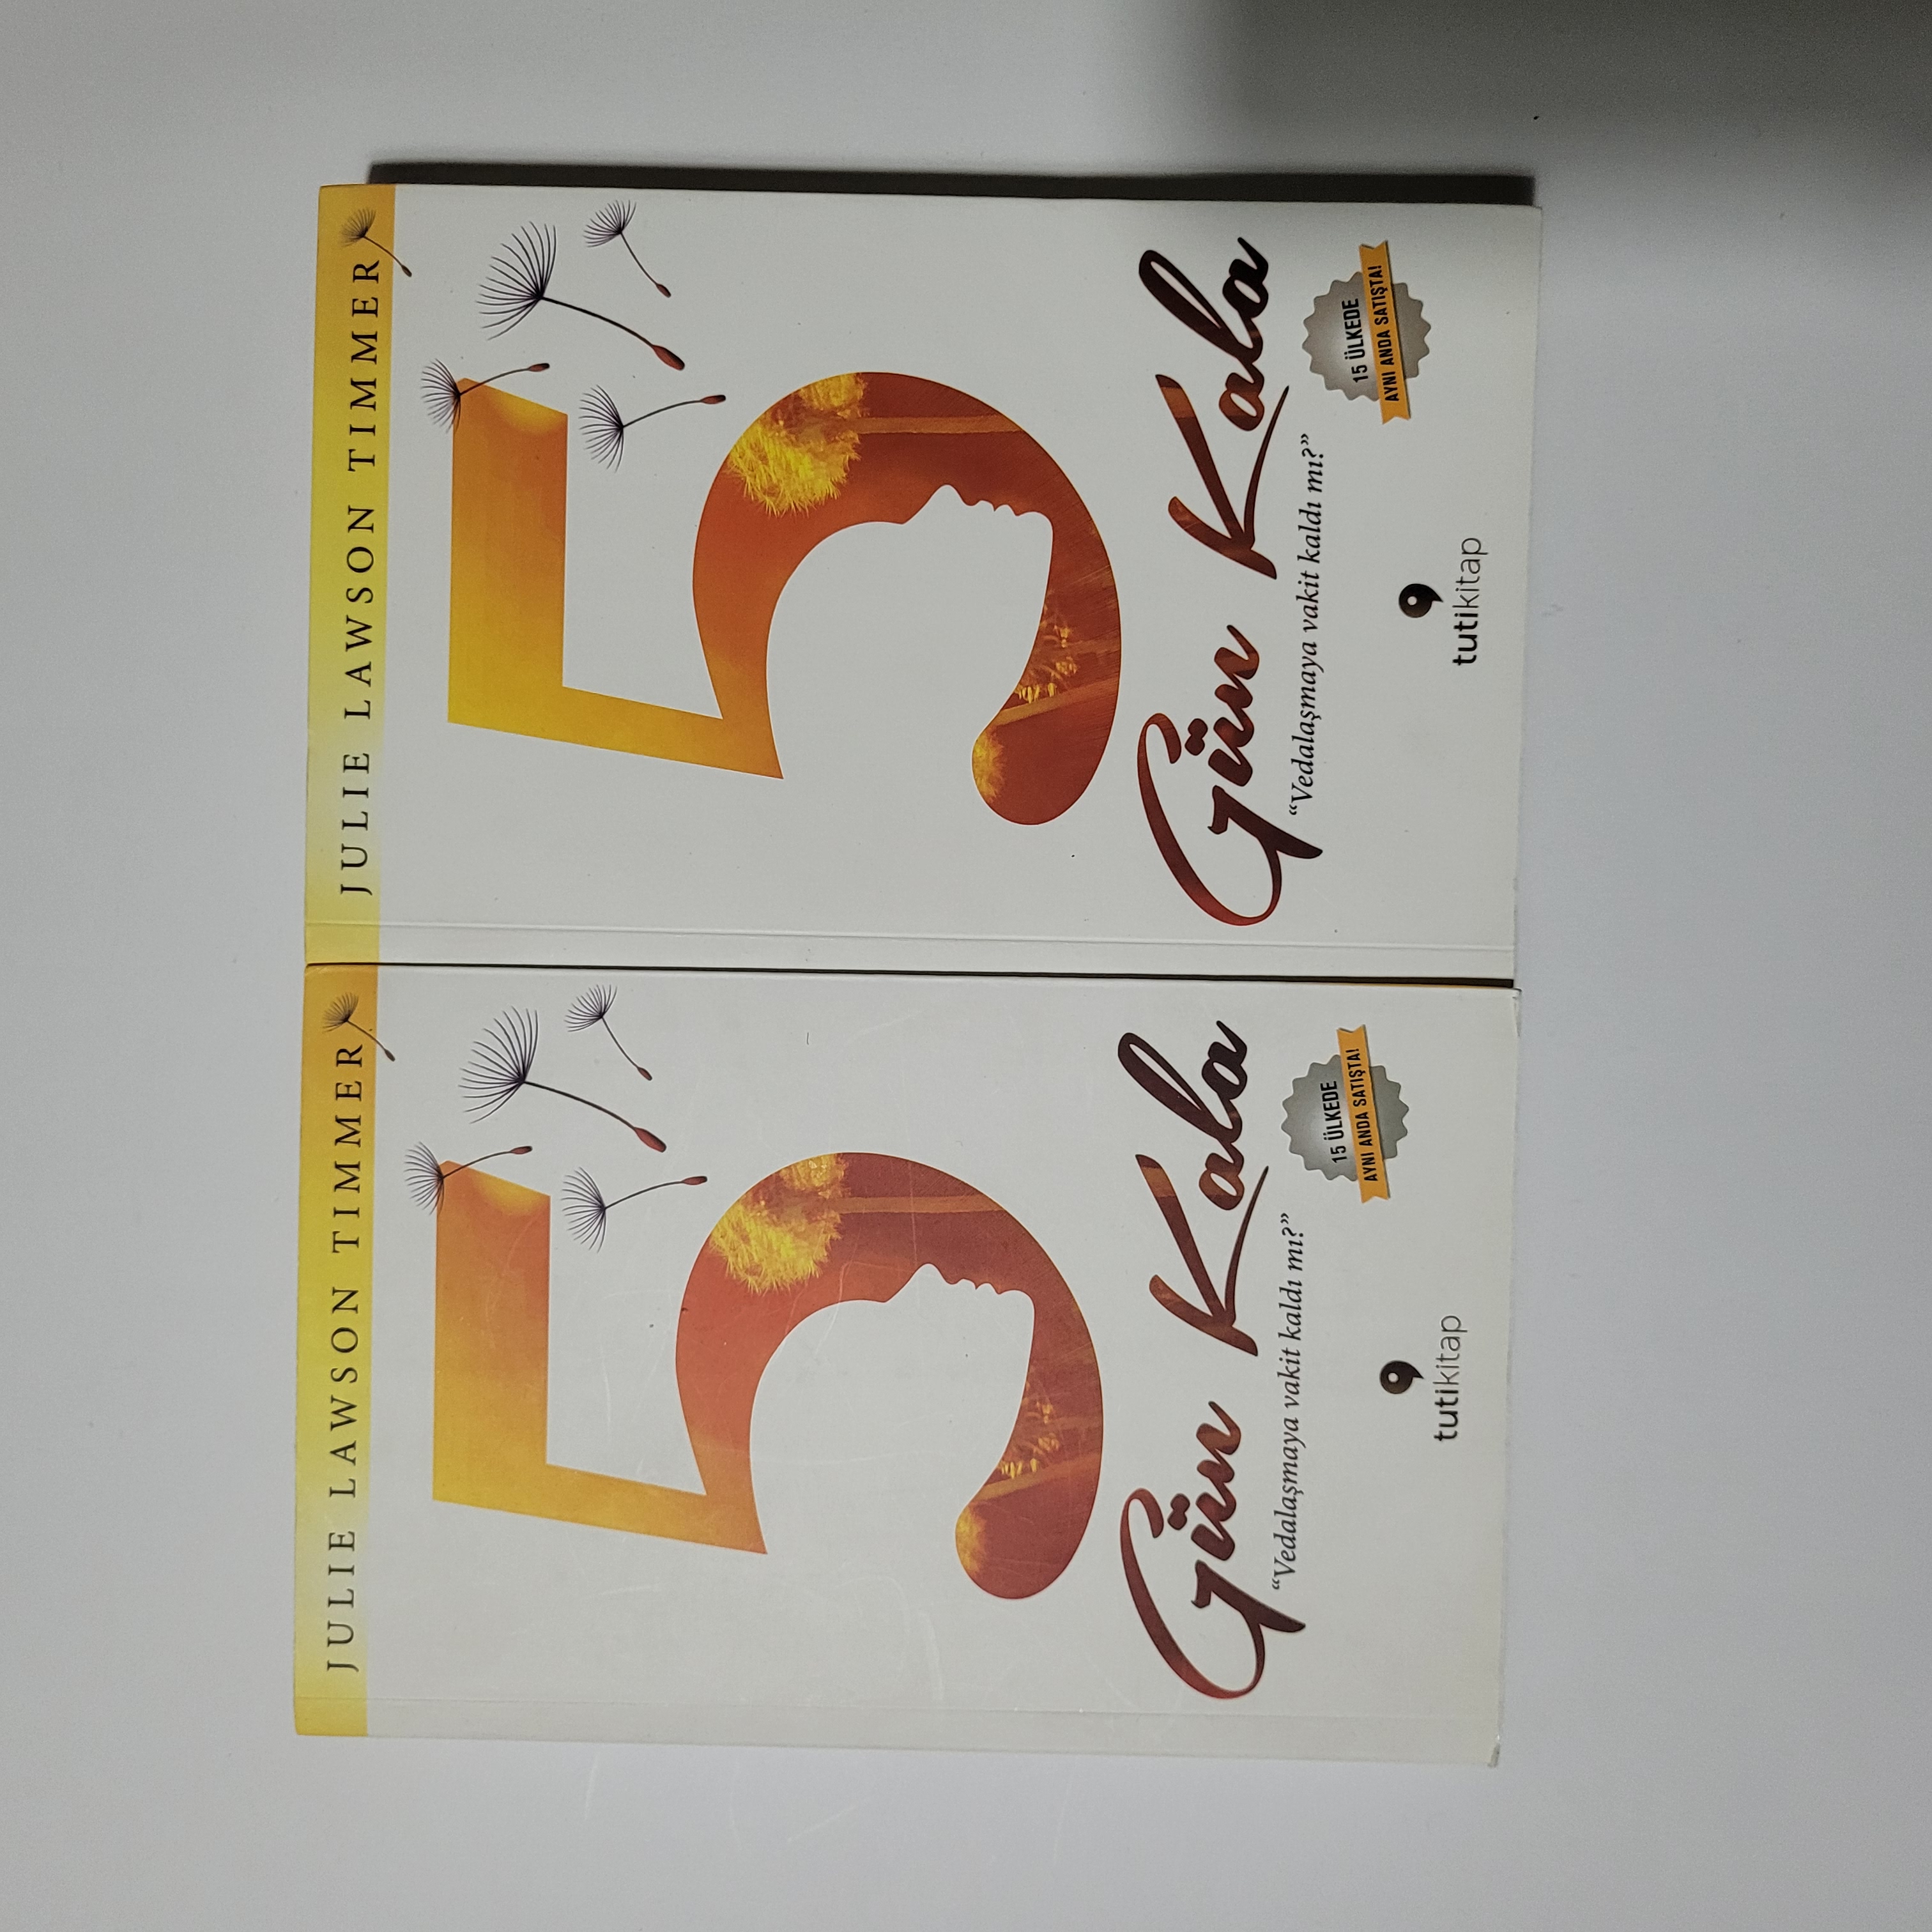 JULIE LAWSON TIMMER
5
Gün Kala
"Vedalaşmaya vakit kaldı mı?"
15 ÜLKEDE
AYNI ANDA SATIŞTA!
tutikitap
JULIE LAWSON TIMMER
5
Gün Kala
"Vedalaşmaya vakit kaldı mı?"
15 ÜLKEDE
AYNI ANDA SATIŞTA!
tutikitap